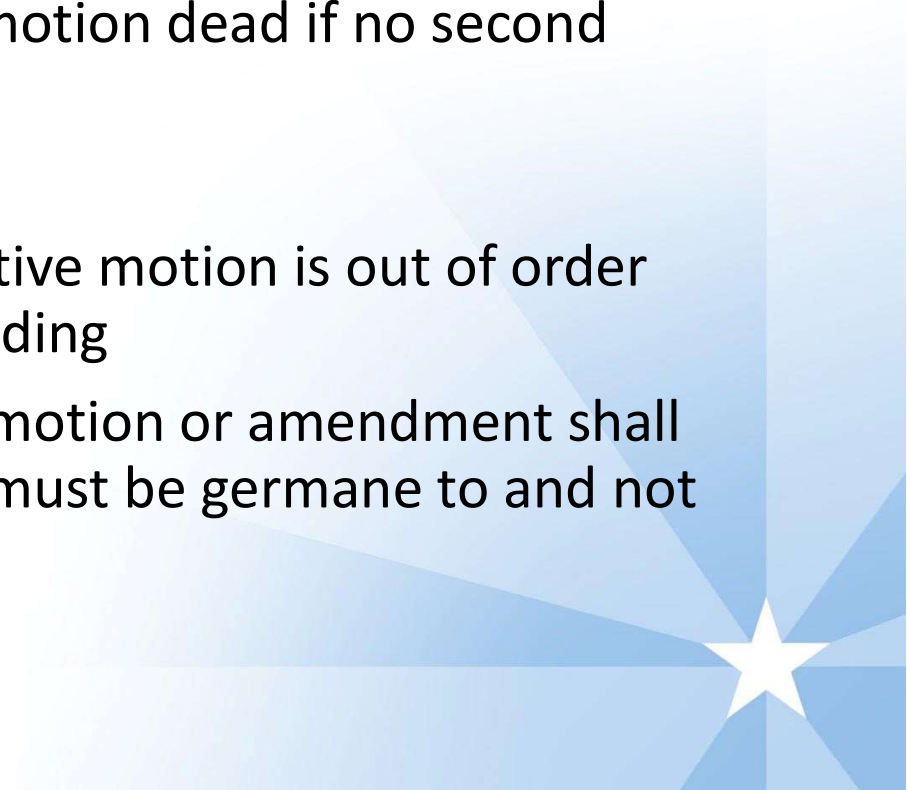 motion dead if no second
tive motion is out of order
ding
motion or amendment shall
must be germane to and not